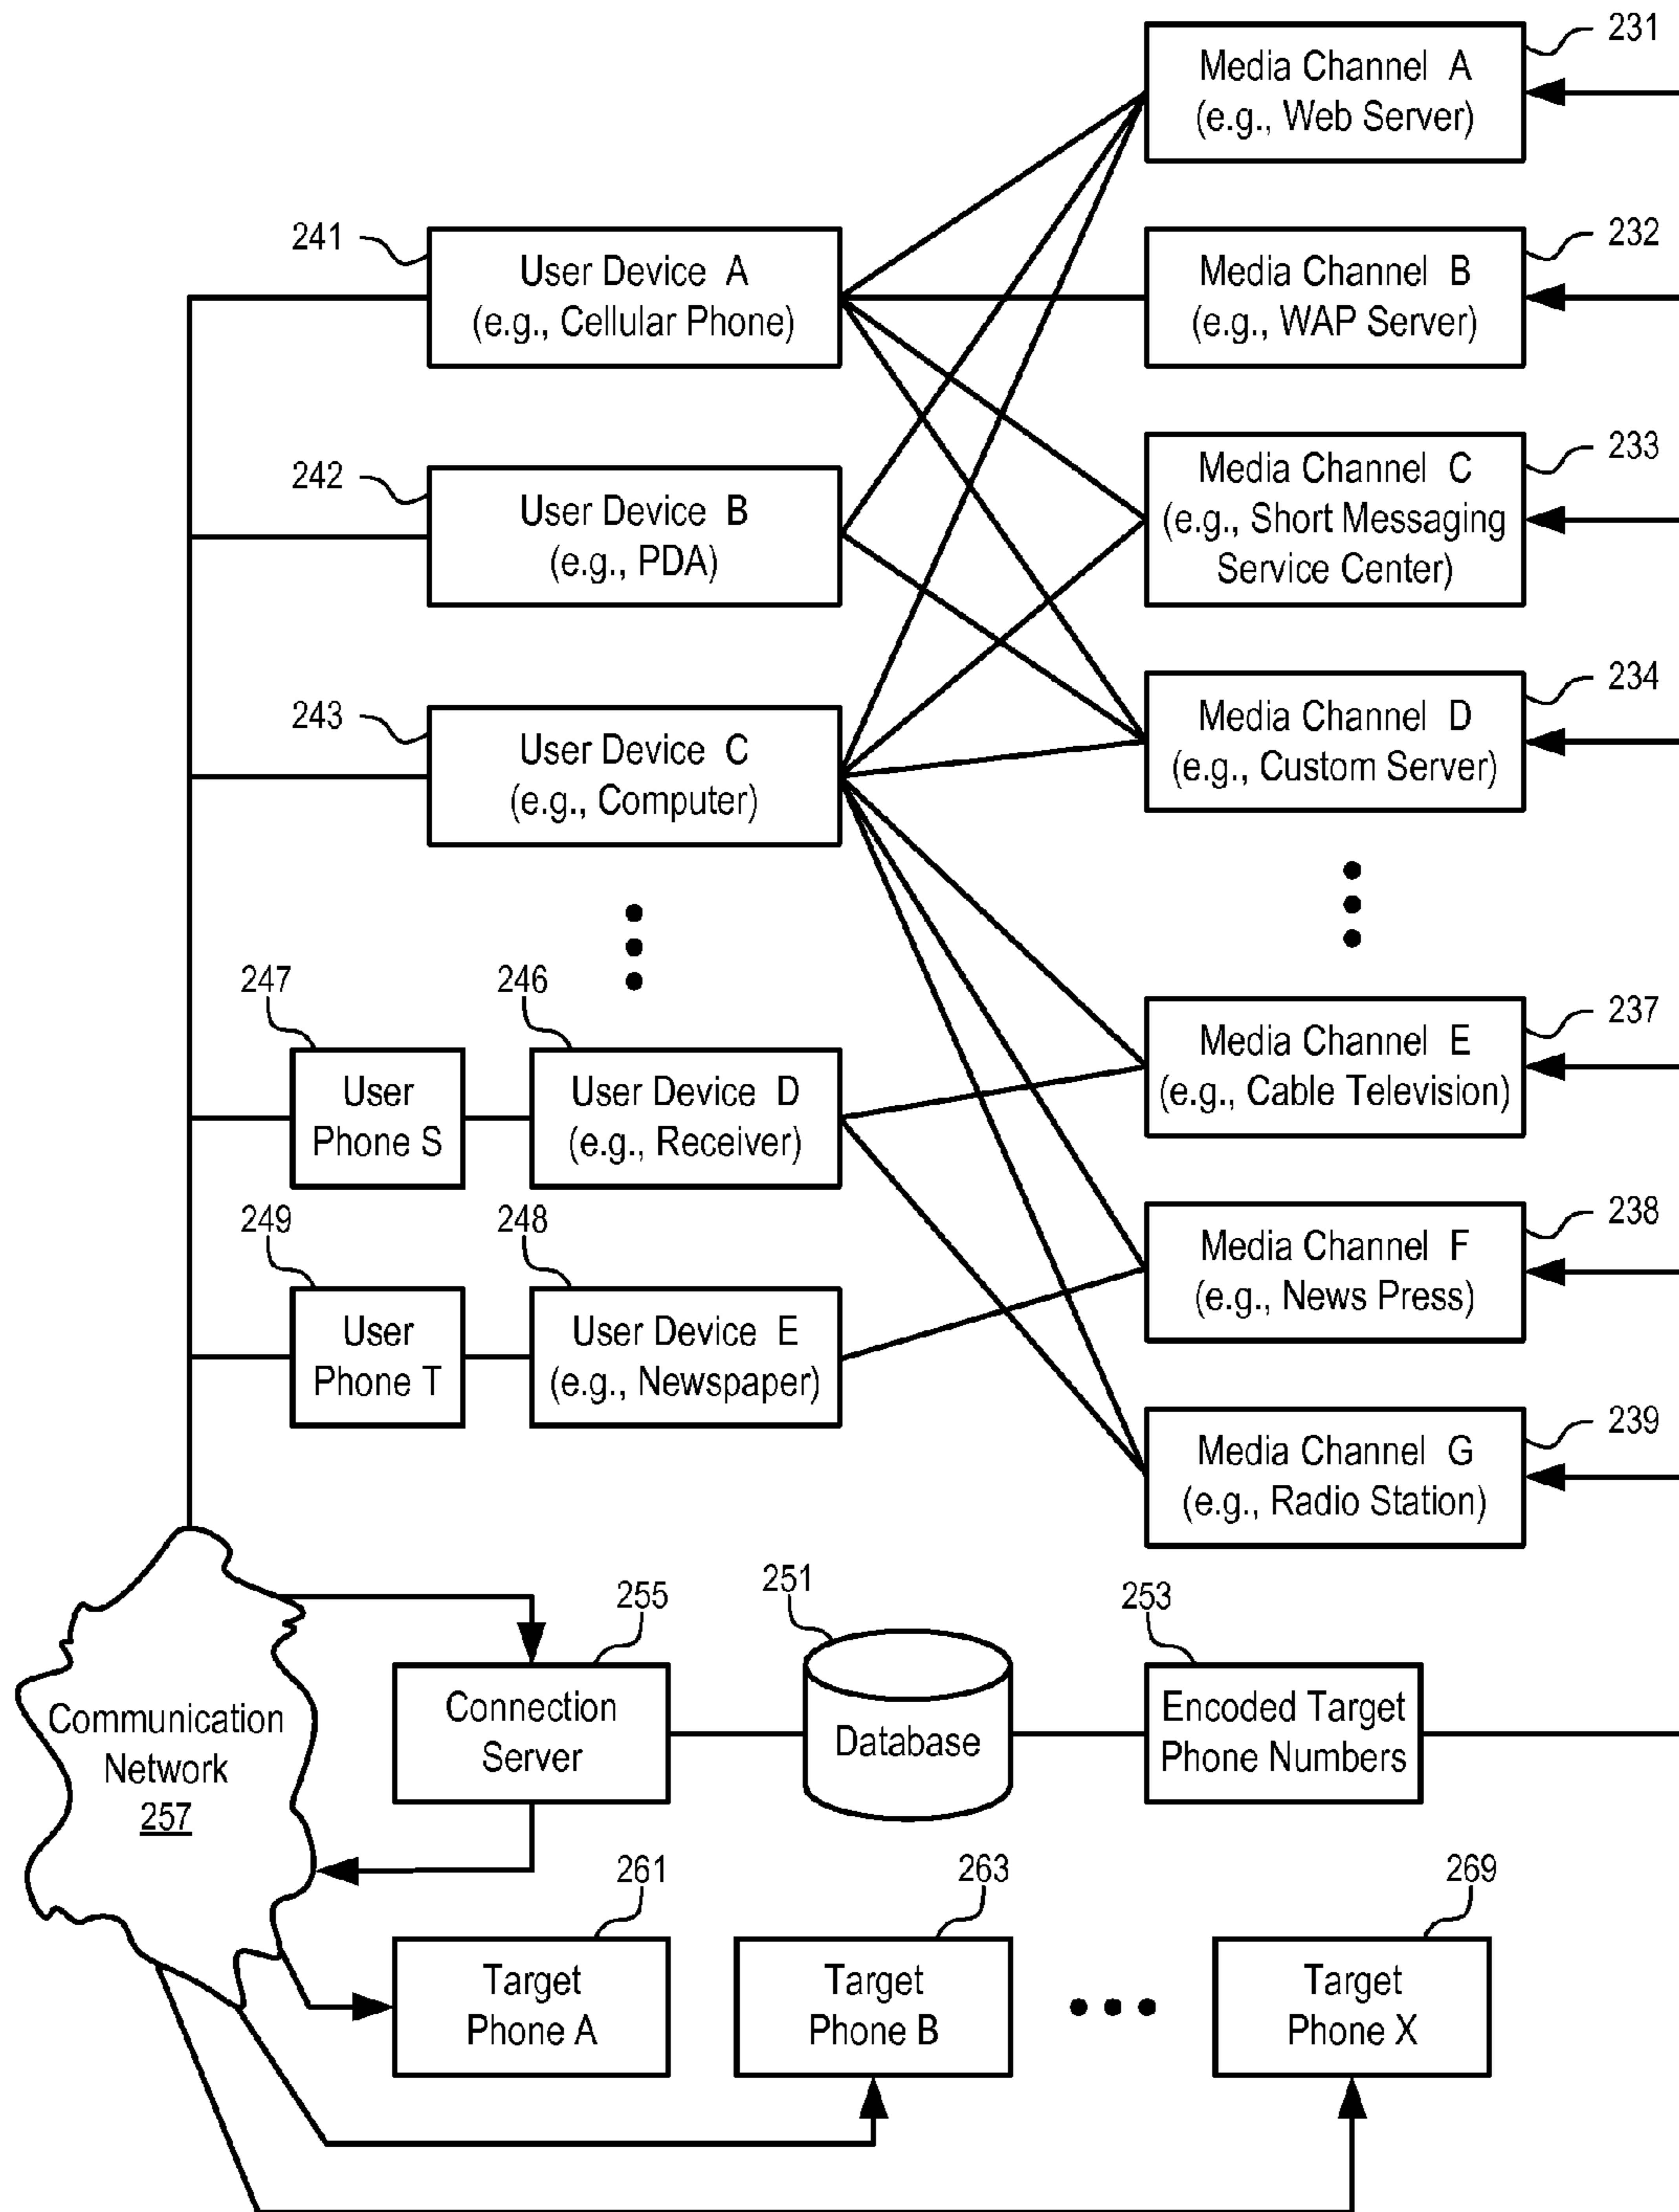 231
Media Channel A
(e.g., Web Server)
241
User Device A
(e.g., Cellular Phone)
232
Media Channel B
(e.g., WAP Server)
242
User Device B
(e.g., PDA)
233
Media Channel C
(e.g., Short Messaging
Service Center)
243
User Device C
(e.g., Computer)
234
Media Channel D
(e.g., Custom Server)
247
User
Phone S
246
User Device D
(e.g., Receiver)
237
Media Channel E
(e.g., Cable Television)
249
User
Phone T
248
User Device E
(e.g., Newspaper)
238
Media Channel F
(e.g., News Press)
239
Media Channel G
(e.g., Radio Station)
Communication
Network
257
255
Connection
Server
251
Database
253
Encoded Target
Phone Numbers
261
Target
Phone A
263
Target
Phone B
269
Target
Phone X